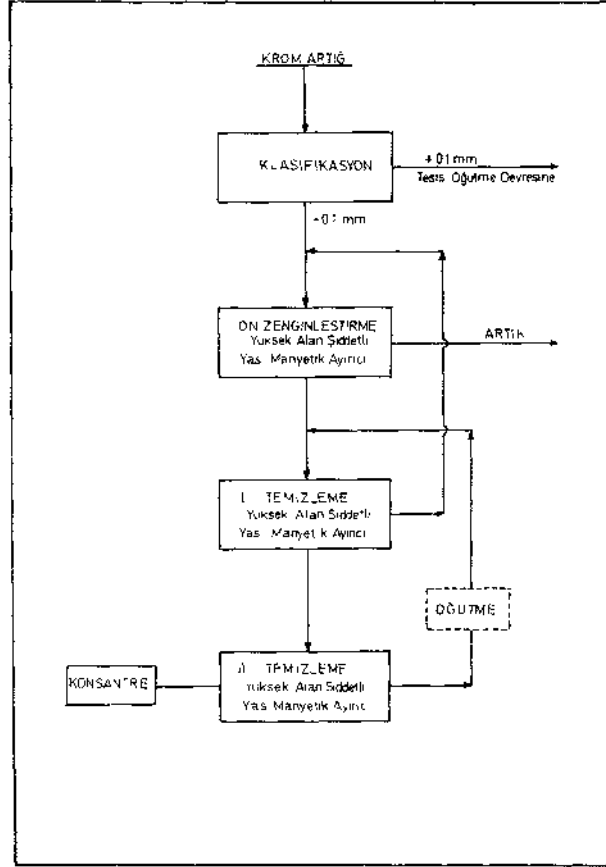 KROM ARTIĞ
KLASİFİKASYON
+ 0.1 mm
Tesis Öğütme Devresine
- 0.1 mm
ÖN ZENGİNLEŞTİRME
Yüksek Alan Şiddetli
Yaş Manyetik Ayırıcı
ARTIK
I. TEMİZLEME
Yüksek Alan Şiddetli
Yaş Manyetik Ayırıcı
ÖĞÜTME
II. TEMİZLEME
Yüksek Alan Şiddetli
Yaş Manyetik Ayırıcı
KONSANTRE